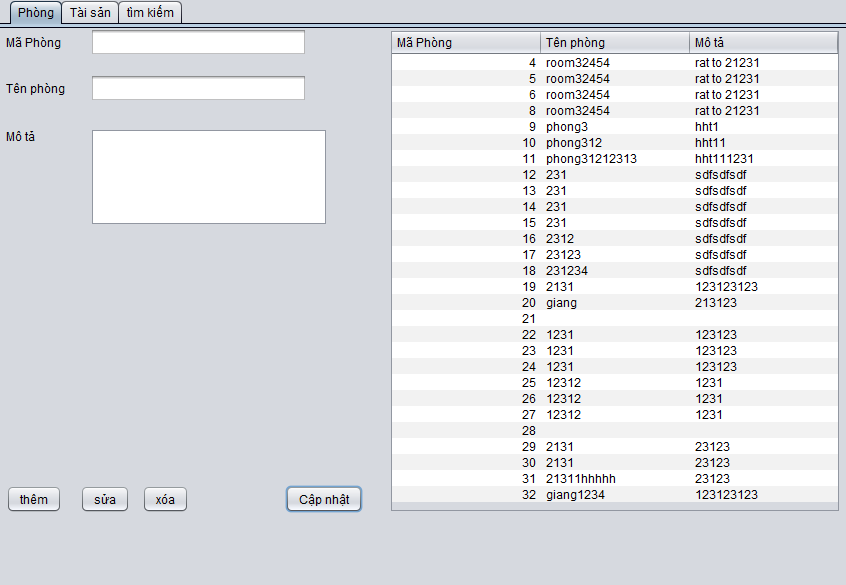 Phòng Tài sản tìm kiếm
Mã Phòng
Tên phòng
Mô tả
thêm sửa xóa Cập nhật
Mã Phòng Tên phòng Mô tả
4 room32454 rat to 21231
5 room32454 rat to 21231
6 room32454 rat to 21231
8 room32454 rat to 21231
9 phong3 hht1
10 phong312 hht11
11 phong31212313 hht111231
12 231 sdfsdfsdf
13 231 sdfsdfsdf
14 231 sdfsdfsdf
15 231 sdfsdfsdf
16 2312 sdfsdfsdf
17 23123 sdfsdfsdf
18 231234 sdfsdfsdf
19 2131 123123123
20 giang 213123
21
22 1231 123123
23 1231 123123
24 1231 123123
25 12312 1231
26 12312 1231
27 12312 1231
28
29 2131 23123
30 2131 23123
31 21311hhhhh 23123
32 giang1234 123123123